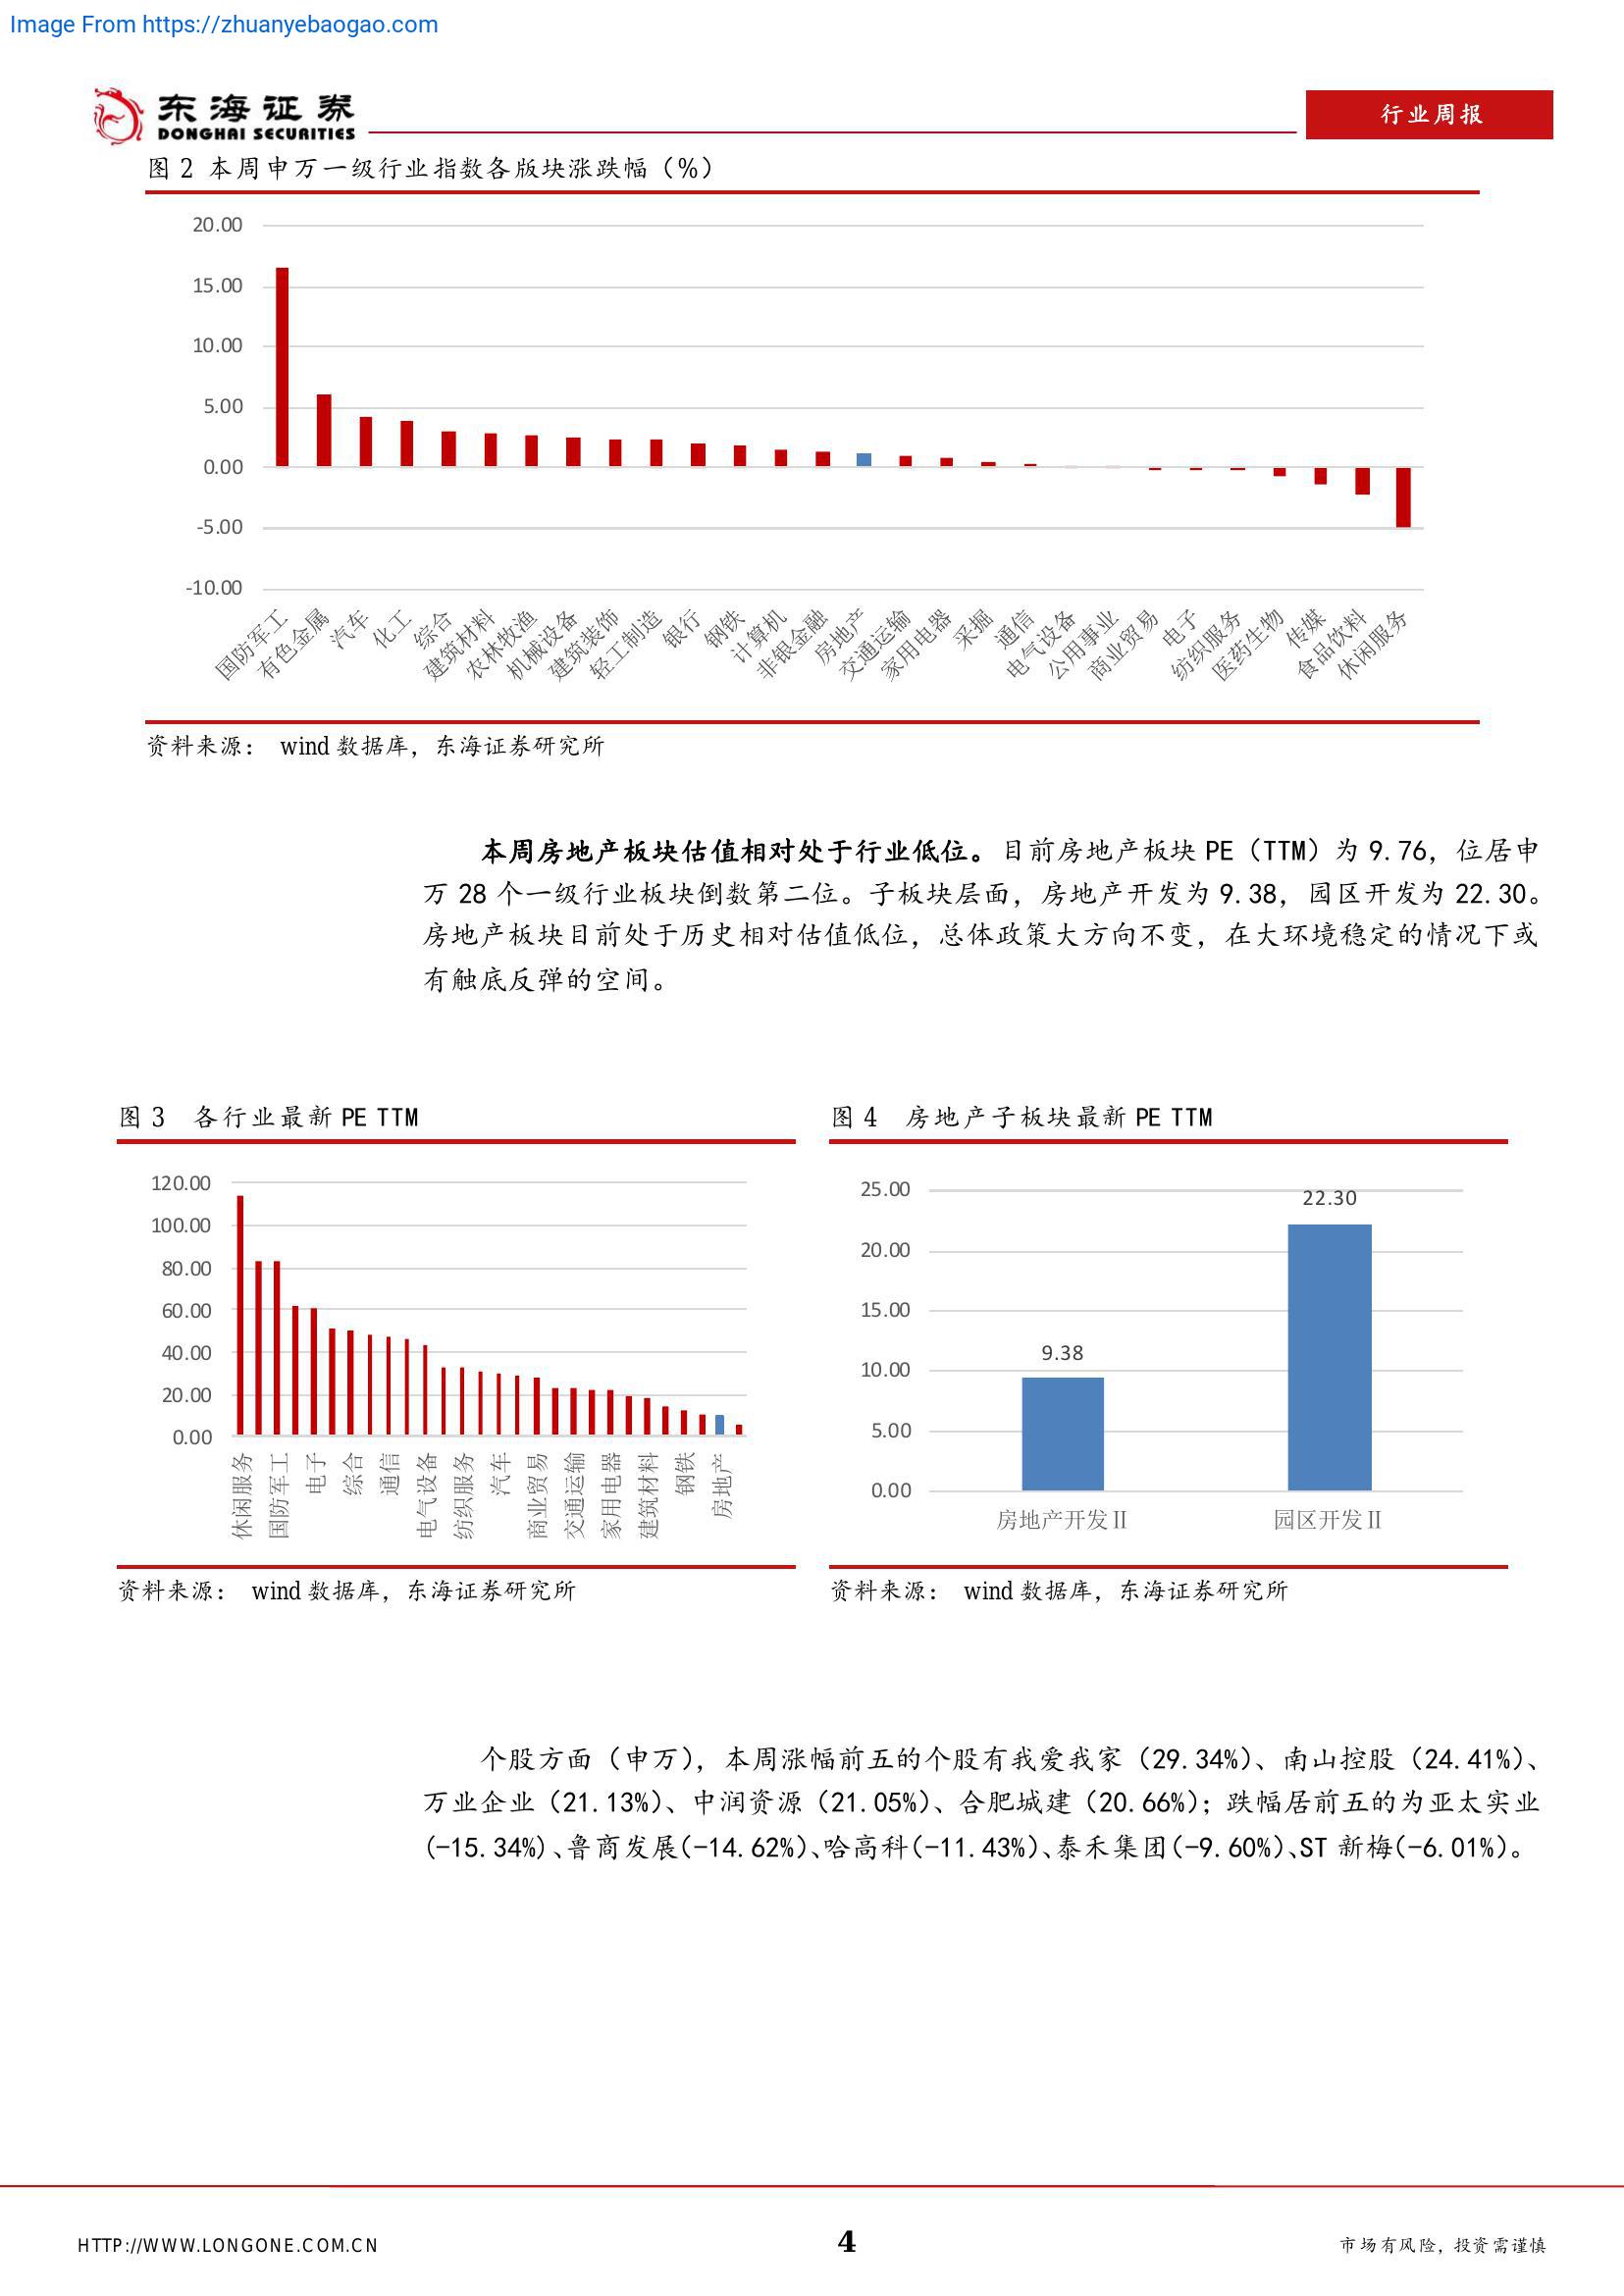 Image From https://zhuanyebaogao.com
东海证券
DONGHAI SECURITIES
行业周报
图 2 本周申万一级行业指数各版块涨跌幅（%）
20.00
15.00
10.00
5.00
0.00
-5.00
-10.00
国防军工
有色金属
汽车
化工
综合
建筑材料
农林牧渔
机械设备
建筑装饰
轻工制造
银行
钢铁
计算机
非银金融
房地产
交通运输
家用电器
采掘
通信
电气设备
公用事业
商业贸易
电子
纺织服务
医药生物
传媒
食品饮料
休闲服务
资料来源： wind 数据库，东海证券研究所
本周房地产板块估值相对处于行业低位。目前房地产板块 PE（TTM）为 9.76，位居申
万 28 个一级行业板块倒数第二位。子板块层面，房地产开发为 9.38，园区开发为 22.30。
房地产板块目前处于历史相对估值低位，总体政策大方向不变，在大环境稳定的情况下或
有触底反弹的空间。
图 3 各行业最新 PE TTM
120.00
100.00
80.00
60.00
40.00
20.00
0.00
休闲服务
国防军工
电子
综合
通信
电气设备
纺织服务
汽车
商业贸易
交通运输
家用电器
建筑材料
钢铁
房地产
资料来源： wind 数据库，东海证券研究所
图 4 房地产子板块最新 PE TTM
25.00
20.00
15.00
10.00
5.00
0.00
9.38
22.30
房地产开发Ⅱ
园区开发Ⅱ
资料来源： wind 数据库，东海证券研究所
个股方面（申万），本周涨幅前五的个股有我爱我家（29.34%）、南山控股（24.41%）、
万业企业（21.13%）、中润资源（21.05%）、合肥城建（20.66%）；跌幅居前五的为亚太实业
(-15.34%)、鲁商发展(-14.62%)、哈高科(-11.43%)、泰禾集团(-9.60%)、ST 新梅(-6.01%)。
HTTP://WWW.LONGONE.COM.CN
4
市场有风险，投资需谨慎